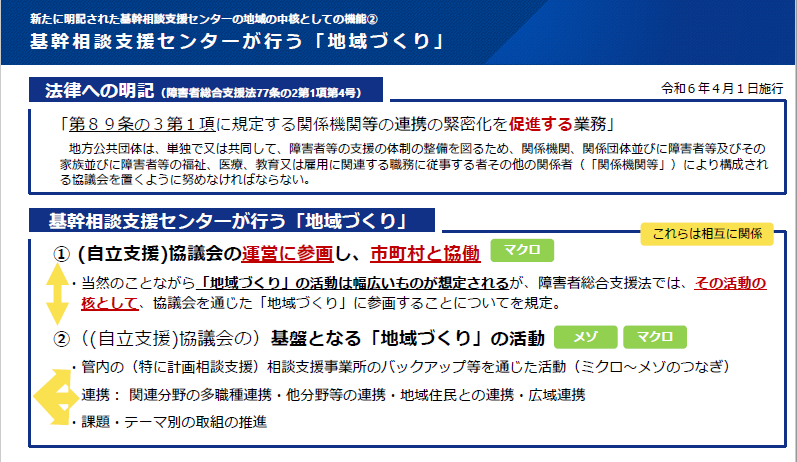 新たに明記された基幹相談支援センターの地域の中核としての機能②
基幹相談支援センターが行う「地域づくり」
法律への明記（障害者総合支援法77条の2第1項第4号）
令和６年４月１日施行
「第８９条の３第１項に規定する関係機関等の連携の緊密化を促進する業務」
地方公共団体は、単独で又は共同して、障害者等の支援の体制の整備を図るため、関係機関、関係団体並びに障害者等及びその
家族並びに障害者等の福祉、医療、教育又は雇用に関連する職務に従事する者その他の関係者（「関係機関等」）により構成され
る協議会を置くように努めなければならない。
基幹相談支援センターが行う「地域づくり」
これらは相互に関係
① (自立支援)協議会の運営に参画し、市町村と協働 マクロ
・当然のことながら「地域づくり」の活動は幅広いものが想定されるが、障害者総合支援法では、その活動の
核として、協議会を通じた「地域づくり」に参画することについてを規定。
②（(自立支援)協議会の）基盤となる「地域づくり」の活動 メゾ マクロ
・管内の（特に計画相談支援）相談支援事業所のバックアップ等を通じた活動（ミクロ～メゾのつなぎ）
連携： 関連分野の多職種連携・他分野等の連携・地域住民との連携・広域連携
・課題・テーマ別の取組の推進